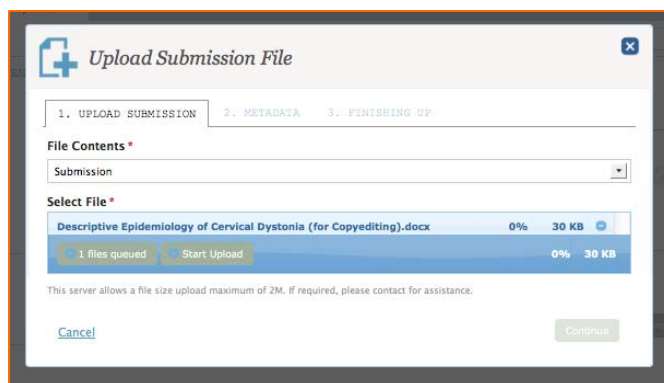 Upload Submission File
1. UPLOAD SUBMISSION 2. METADATA 3. FINISHING UP
File Contents *
Submission
Select File *
Descriptive Epidemiology of Cervical Dystonia (for Copyediting).docx 0% 30 KB
1 files queued Start Upload 0% 30 KB
This server allows a file size upload maximum of 2M. If required, please contact for assistance.
Cancel Continue